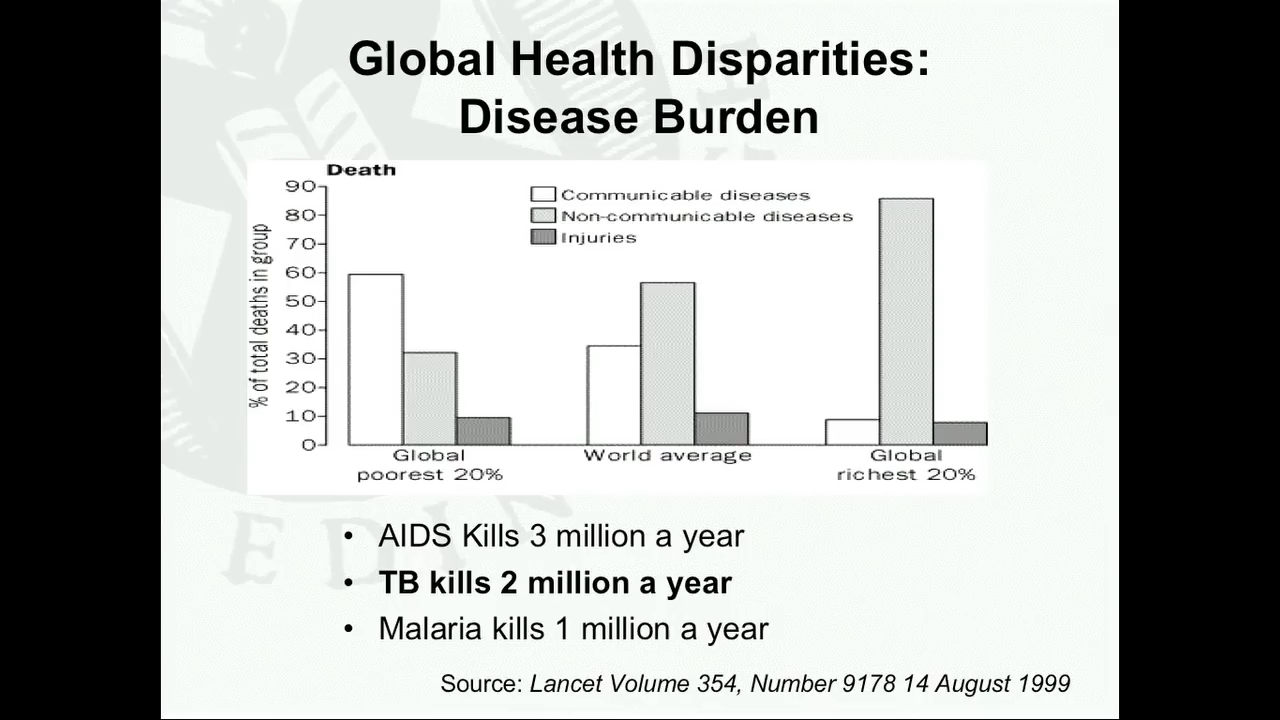 Global Health Disparities:
Disease Burden
Death
% of total deaths in group
90
80
70
60
50
40
30
20
10
0
Communicable diseases
Non-communicable diseases
Injuries
Global
poorest 20%
World average
Global
richest 20%
• AIDS Kills 3 million a year
• TB kills 2 million a year
• Malaria kills 1 million a year
Source: Lancet Volume 354, Number 9178 14 August 1999
EDIN